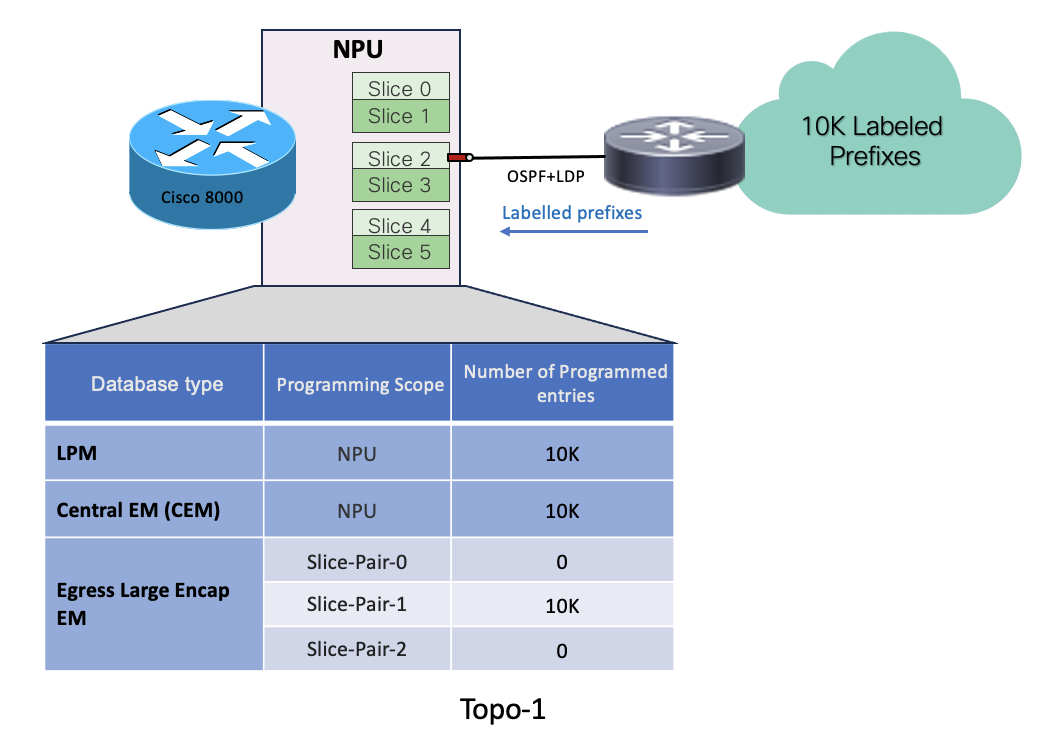 NPU
Slice 0
Slice 1
Slice 2
Slice 3
Slice 4
Slice 5
Cisco 8000
OSPF+LDP
Labelled prefixes
10K Labeled
Prefixes
Database type
Programming Scope
Number of Programmed
entries
LPM
NPU
10K
Central EM (CEM)
NPU
10K
Egress Large Encap
EM
Slice-Pair-0
0
Slice-Pair-1
10K
Slice-Pair-2
0
Topo-1